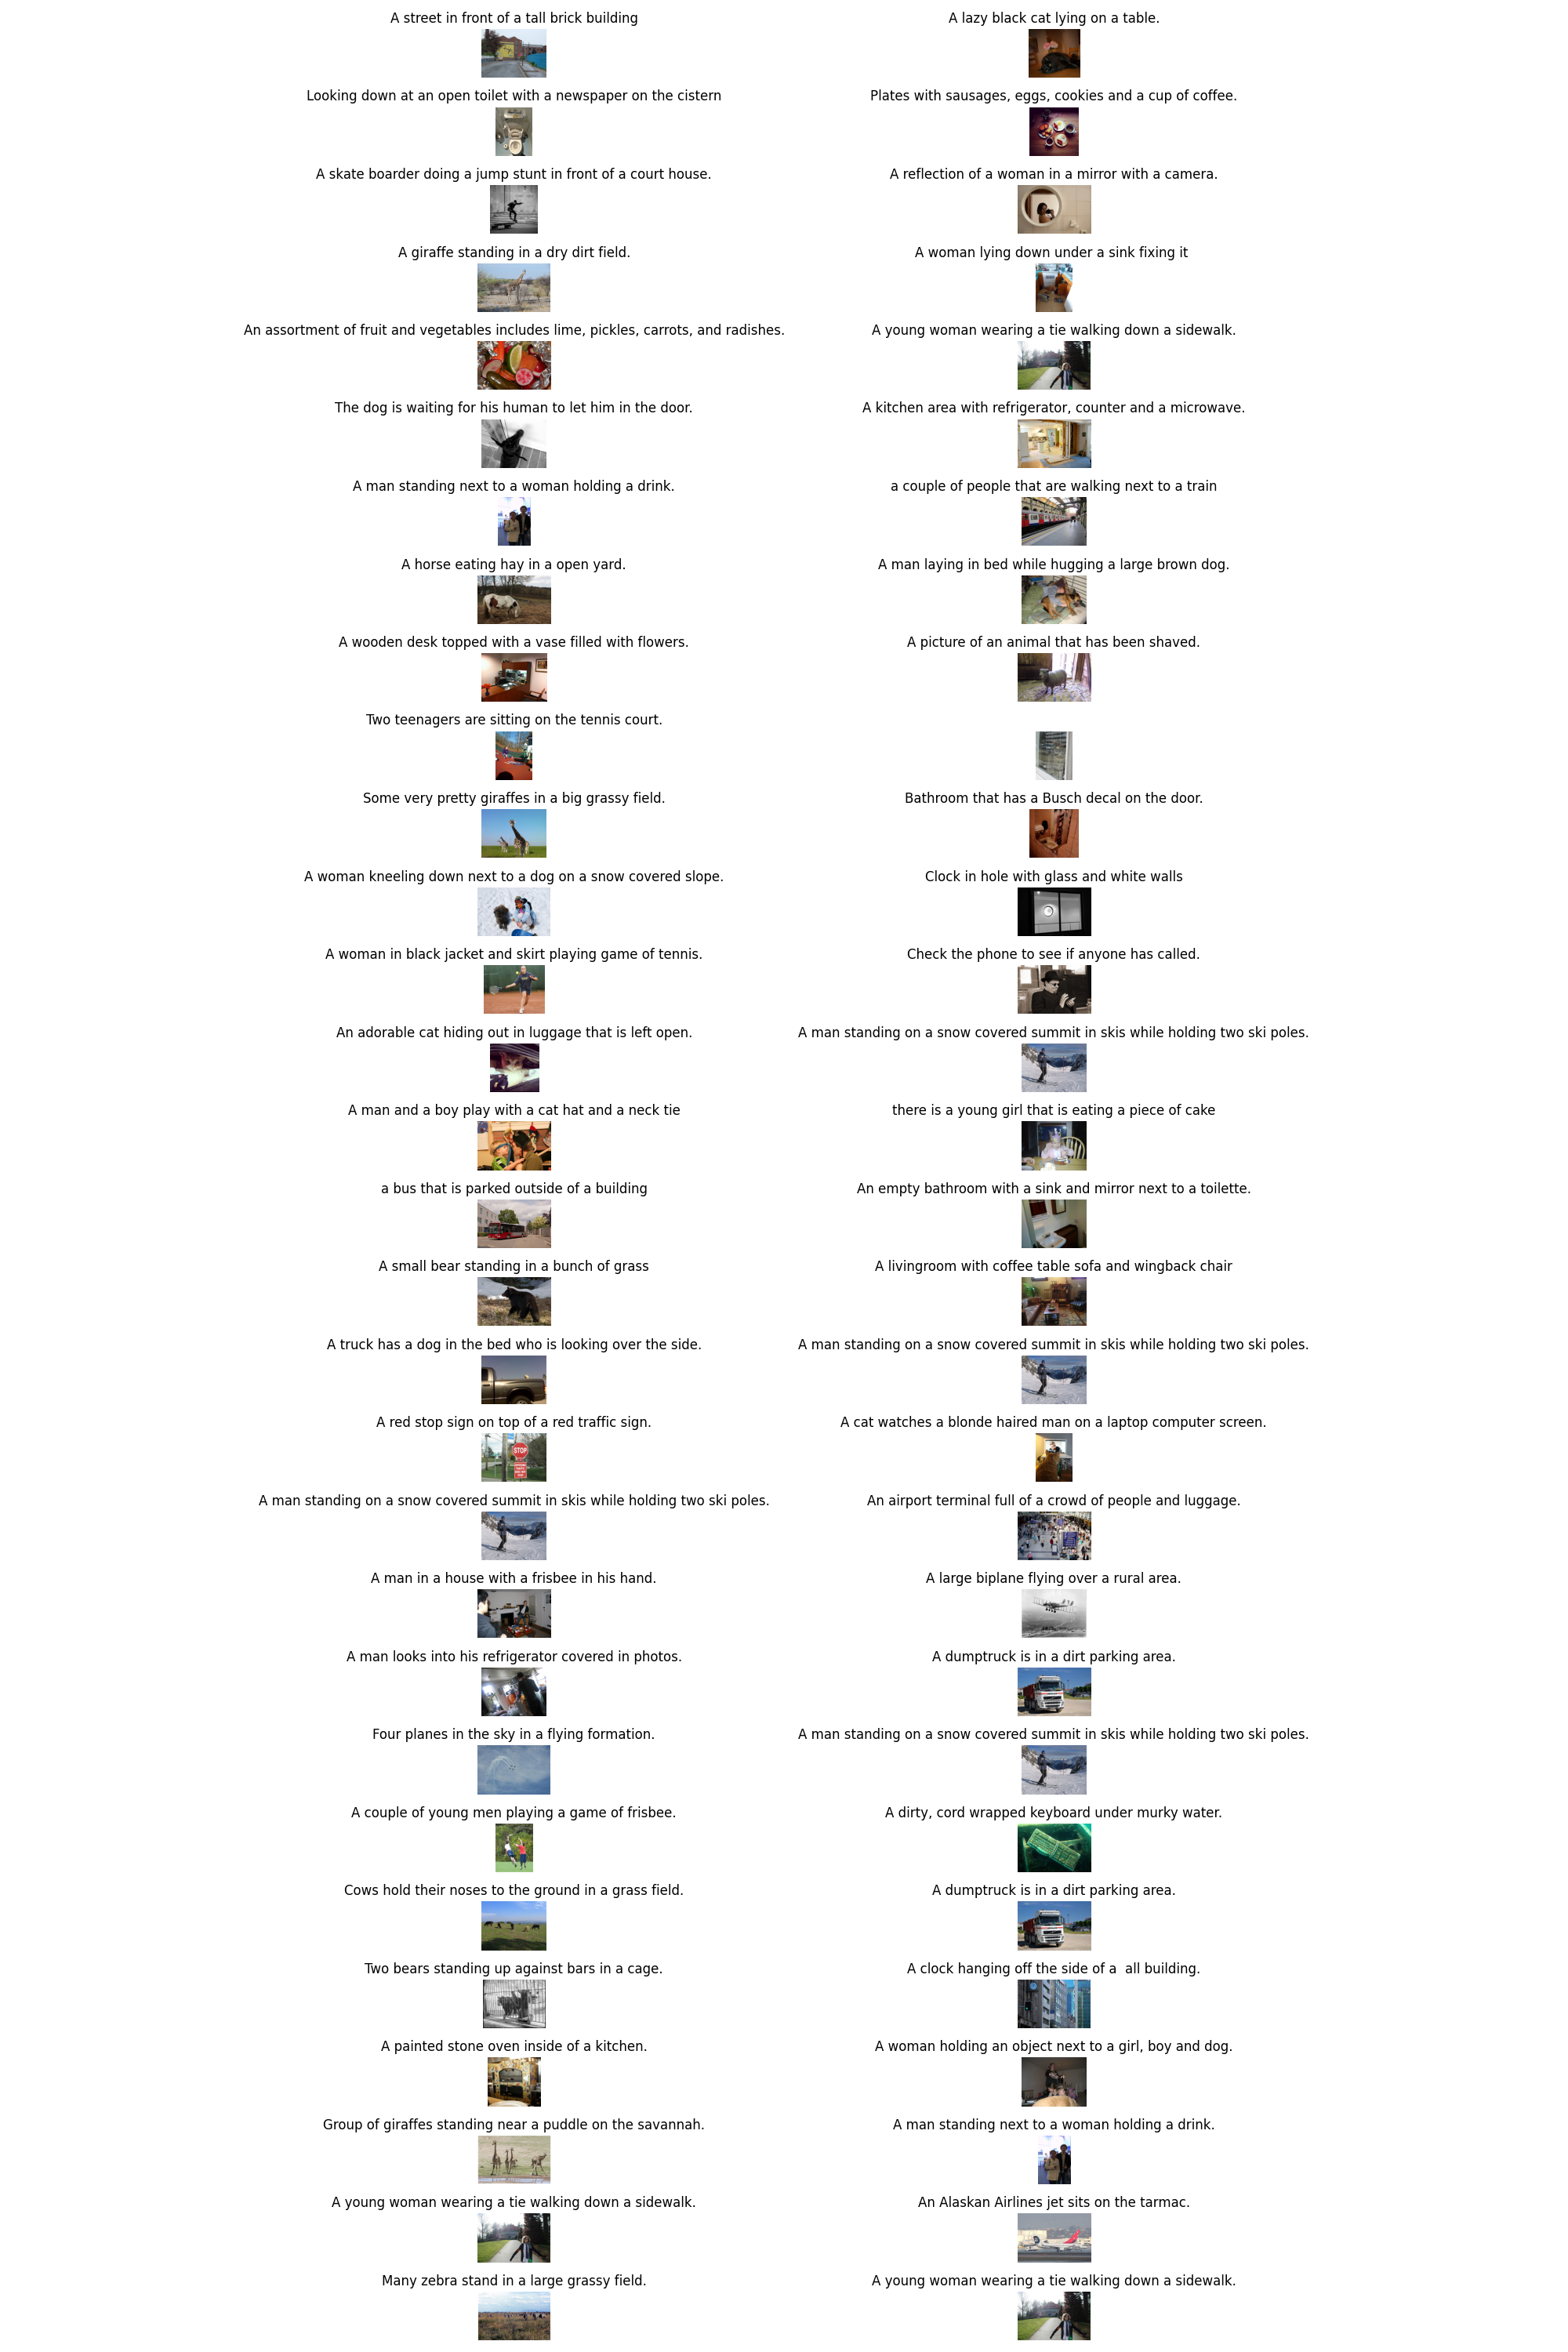 A street in front of a tall brick building
A lazy black cat lying on a table.
Looking down at an open toilet with a newspaper on the cistern
Plates with sausages, eggs, cookies and a cup of coffee.
A skate boarder doing a jump stunt in front of a court house.
A reflection of a woman in a mirror with a camera.
A giraffe standing in a dry dirt field.
A woman lying down under a sink fixing it
An assortment of fruit and vegetables includes lime, pickles, carrots, and radishes.
A young woman wearing a tie walking down a sidewalk.
The dog is waiting for his human to let him in the door.
A kitchen area with refrigerator, counter and a microwave.
A man standing next to a woman holding a drink.
a couple of people that are walking next to a train
A horse eating hay in a open yard.
A man laying in bed while hugging a large brown dog.
A wooden desk topped with a vase filled with flowers.
A picture of an animal that has been shaved.
Two teenagers are sitting on the tennis court.
Some very pretty giraffes in a big grassy field.
Bathroom that has a Busch decal on the door.
A woman kneeling down next to a dog on a snow covered slope.
Clock in hole with glass and white walls
A woman in black jacket and skirt playing game of tennis.
Check the phone to see if anyone has called.
An adorable cat hiding out in luggage that is left open.
A man standing on a snow covered summit in skis while holding two ski poles.
A man and a boy play with a cat hat and a neck tie
there is a young girl that is eating a piece of cake
a bus that is parked outside of a building
An empty bathroom with a sink and mirror next to a toilette.
A small bear standing in a bunch of grass
A livingroom with coffee table sofa and wingback chair
A truck has a dog in the bed who is looking over the side.
A man standing on a snow covered summit in skis while holding two ski poles.
A red stop sign on top of a red traffic sign.
A cat watches a blonde haired man on a laptop computer screen.
STOP
A man standing on a snow covered summit in skis while holding two ski poles.
An airport terminal full of a crowd of people and luggage.
A man in a house with a frisbee in his hand.
A large biplane flying over a rural area.
A man looks into his refrigerator covered in photos.
A dumptruck is in a dirt parking area.
Four planes in the sky in a flying formation.
A man standing on a snow covered summit in skis while holding two ski poles.
A couple of young men playing a game of frisbee.
A dirty, cord wrapped keyboard under murky water.
Cows hold their noses to the ground in a grass field.
A dumptruck is in a dirt parking area.
Two bears standing up against bars in a cage.
A clock hanging off the side of a  all building.
A painted stone oven inside of a kitchen.
A woman holding an object next to a girl, boy and dog.
Group of giraffes standing near a puddle on the savannah.
A man standing next to a woman holding a drink.
A young woman wearing a tie walking down a sidewalk.
An Alaskan Airlines jet sits on the tarmac.
Many zebra stand in a large grassy field.
A young woman wearing a tie walking down a sidewalk.